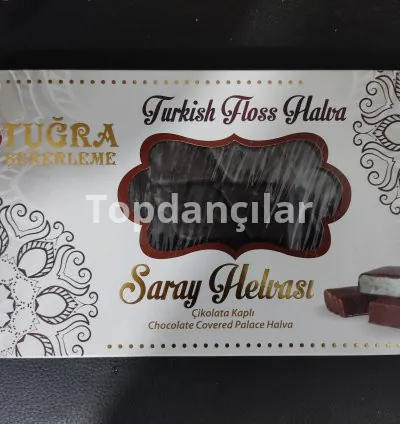 Turkish Floss Halva
TUĞRA
ŞEKERLEME
Topdançılar
Saray Helvası
Çikolata Kaplı
Chocolate Covered Palace Halva